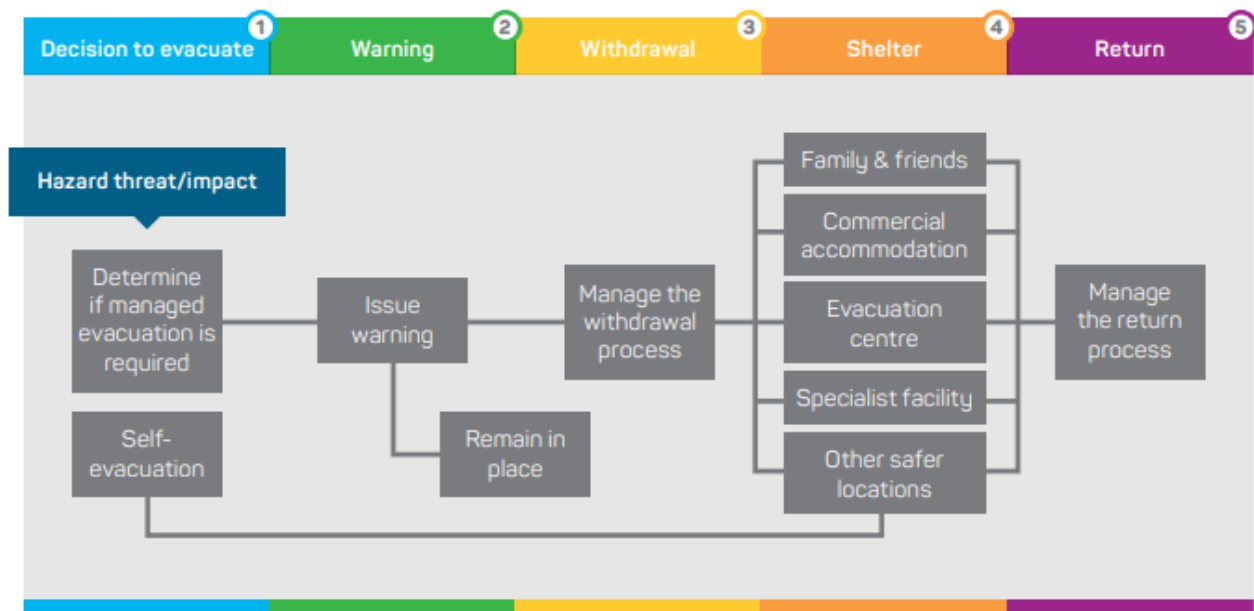 1
2
3
4
5
Decision to evacuate
Warning
Withdrawal
Shelter
Return
Hazard threat/impact
Determine
if managed
evacuation is
required
Self-
evacuation
Issue
warning
Remain in
place
Manage the
withdrawal
process
Family & friends
Commercial
accommodation
Evacuation
centre
Specialist facility
Other safer
locations
Manage
the return
process